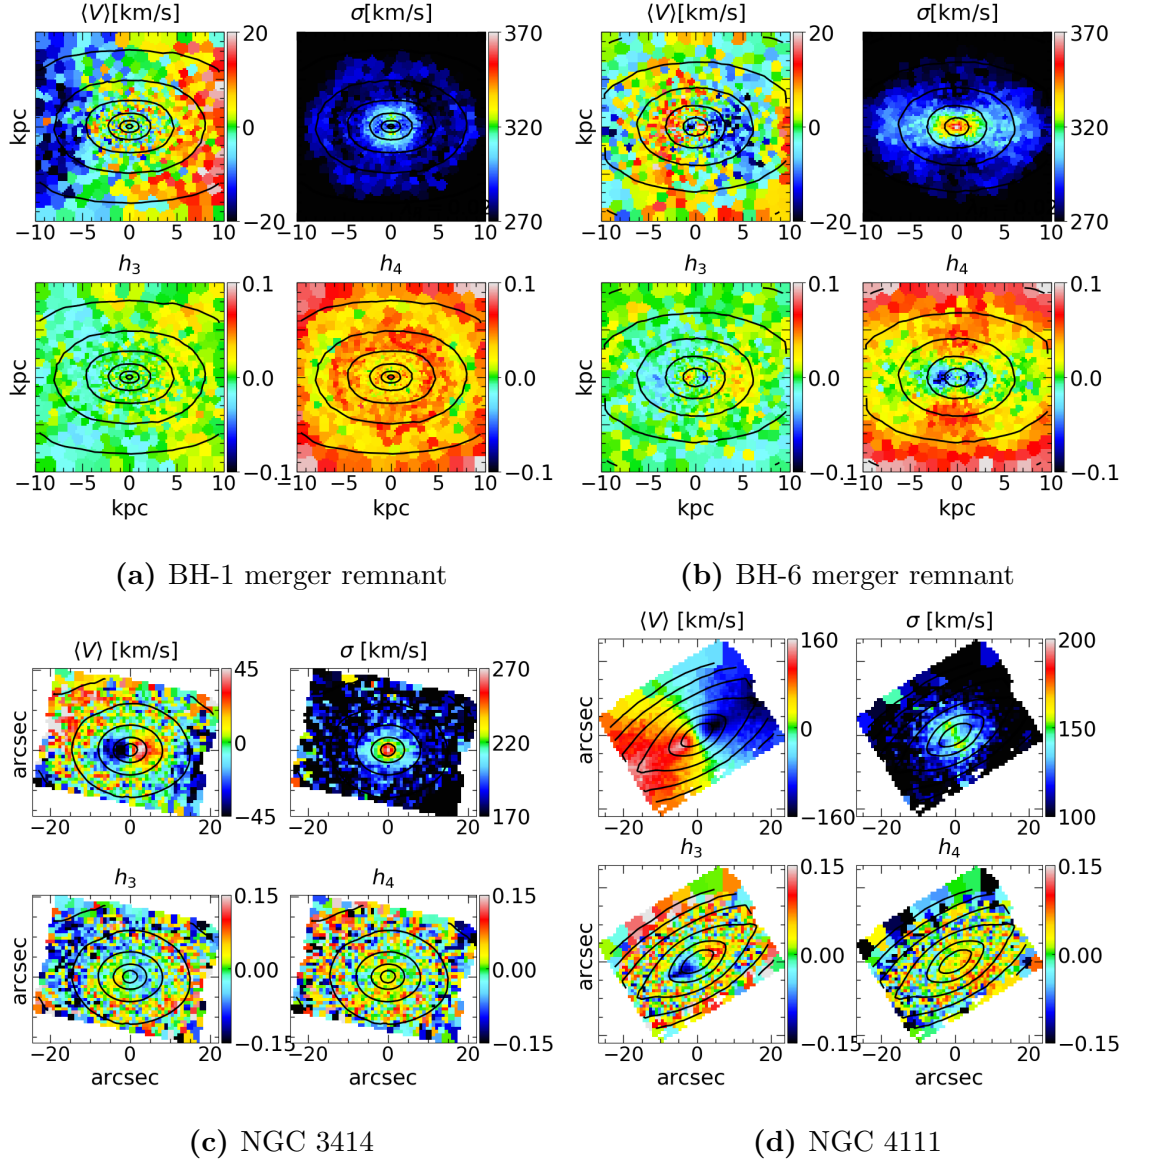 ⟨V⟩[km/s]
σ[km/s]
⟨V⟩[km/s]
σ[km/s]
kpc
20
0
−20
370
320
270
kpc
20
0
−20
370
320
270
−10 −5 0 5 10
−10 −5 0 5 10
−10 −5 0 5 10
−10 −5 0 5 10
h3
h4
h3
h4
kpc
0.1
0.0
−0.1
0.1
0.0
−0.1
kpc
0.1
0.0
−0.1
0.1
0.0
−0.1
−10 −5 0 5 10
−10 −5 0 5 10
−10 −5 0 5 10
−10 −5 0 5 10
kpc
kpc
kpc
kpc
(a) BH-1 merger remnant
(b) BH-6 merger remnant
⟨V⟩ [km/s]
σ [km/s]
⟨V⟩ [km/s]
σ [km/s]
arcsec
45
0
−45
270
220
170
arcsec
160
0
−160
200
150
100
−20 0 20
−20 0 20
−20 0 20
−20 0 20
h3
h4
h3
h4
arcsec
0.15
0.00
−0.15
0.15
0.00
−0.15
arcsec
0.15
0.00
−0.15
0.15
0.00
−0.15
−20 0 20
−20 0 20
−20 0 20
−20 0 20
arcsec
arcsec
arcsec
arcsec
(c) NGC 3414
(d) NGC 4111